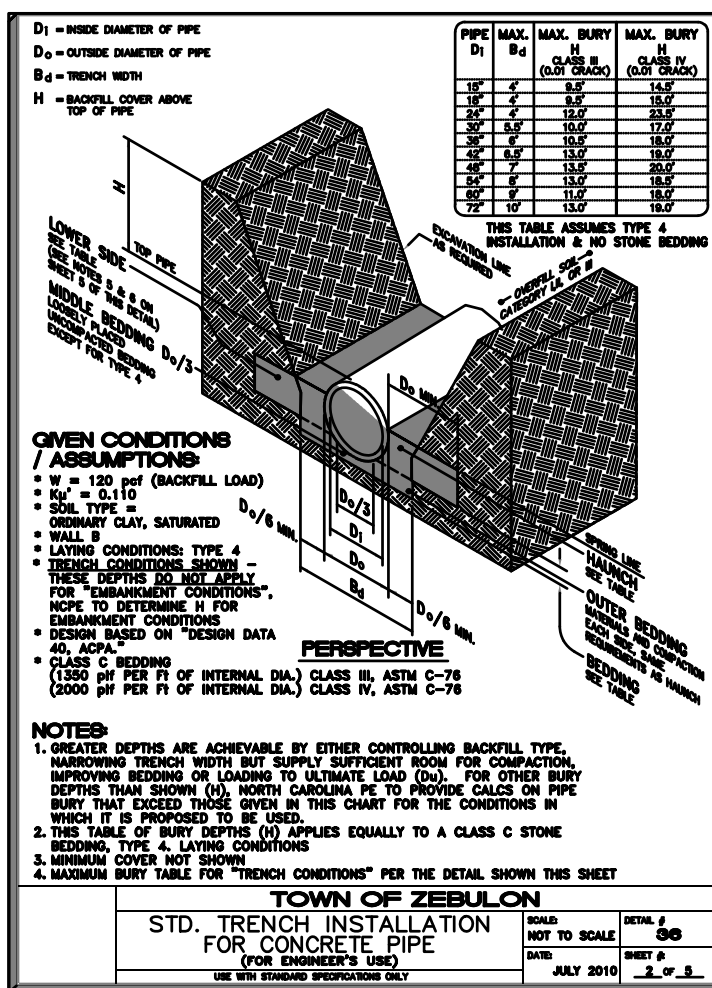 Di = INSIDE DIAMETER OF PIPE
Do = OUTSIDE DIAMETER OF PIPE
Bd = TRENCH WIDTH
H = BACKFILL COVER ABOVE
TOP OF PIPE
PIPE Di MAX. Bd MAX. BURY H CLASS III (0.01 CRACK) MAX. BURY H CLASS IV (0.01 CRACK)
15" 4' 9.5' 14.5'
18" 4' 9.5' 15.0'
24" 4' 12.0' 23.5'
30" 5.5' 10.0' 17.0'
36" 6' 10.5' 18.0'
42" 6.5' 13.0' 19.0'
48" 7' 13.5' 20.0'
54" 8' 13.0' 18.5'
60" 9' 11.0' 18.0'
72" 10' 13.0' 19.0'
THIS TABLE ASSUMES TYPE 4
INSTALLATION & NO STONE BEDDING
H
TOP PIPE
EXCAVATION LINE
AS REQUIRED
OVERFILL SOIL
CATEGORY I,II, OR III
LOWER SIDE
SEE TABLE
(SEE NOTES 5 & 6 ON
SHEET 5 OF THIS DETAIL)
MIDDLE BEDDING
LOOSELY PLACED
UNCOMPACTED BEDDING
EXCEPT FOR TYPE 4
Do/3
Do MIN.
Do/3
Di
Do
Bd
Do/6 MIN.
Do/6 MIN.
SPRING LINE
HAUNCH
SEE TABLE
OUTER BEDDING
MATERIALS AND COMPACTION
EACH SIDE, SAME
REQUIREMENTS AS HAUNCH
BEDDING
SEE TABLE
PERSPECTIVE
GIVEN CONDITIONS
/ ASSUMPTIONS:
* W = 120 pcf (BACKFILL LOAD)
* Kµ' = 0.110
* SOIL TYPE =
ORDINARY CLAY, SATURATED
* WALL B
* LAYING CONDITIONS: TYPE 4
* TRENCH CONDITIONS SHOWN –
THESE DEPTHS DO NOT APPLY
FOR "EMBANKMENT CONDITIONS",
NCPE TO DETERMINE H FOR
EMBANKMENT CONDITIONS
* DESIGN BASED ON "DESIGN DATA
40, ACPA."
* CLASS C BEDDING
(1350 plf PER Ft OF INTERNAL DIA.) CLASS III, ASTM C-76
(2000 plf PER Ft OF INTERNAL DIA.) CLASS IV, ASTM C-76
NOTES:
1. GREATER DEPTHS ARE ACHIEVABLE BY EITHER CONTROLLING BACKFILL TYPE,
NARROWING TRENCH WIDTH BUT SUPPLY SUFFICIENT ROOM FOR COMPACTION,
IMPROVING BEDDING OR LOADING TO ULTIMATE LOAD (Du). FOR OTHER BURY
DEPTHS THAN SHOWN (H), NORTH CAROLINA PE TO PROVIDE CALCS ON PIPE
BURY THAT EXCEED THOSE GIVEN IN THIS CHART FOR THE CONDITIONS IN
WHICH IT IS PROPOSED TO BE USED.
2. THIS TABLE OF BURY DEPTHS (H) APPLIES EQUALLY TO A CLASS C STONE
BEDDING, TYPE 4. LAYING CONDITIONS
3. MINIMUM COVER NOT SHOWN
4. MAXIMUM BURY TABLE FOR "TRENCH CONDITIONS" PER THE DETAIL SHOWN THIS SHEET
TOWN OF ZEBULON
STD. TRENCH INSTALLATION
FOR CONCRETE PIPE
(FOR ENGINEER'S USE)
USE WITH STANDARD SPECIFICATIONS ONLY
SCALE:
NOT TO SCALE
DETAIL #
36
DATE:
JULY 2010
SHEET #:
2 OF 5